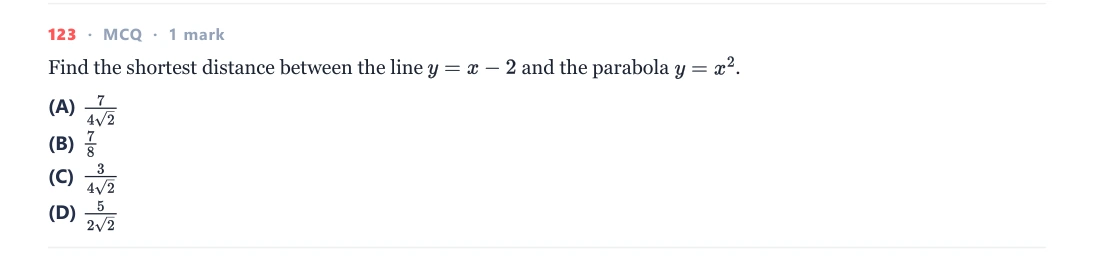 123 · MCQ · 1 mark
Find the shortest distance between the line y = x − 2 and the parabola y = x².
(A) 7/(4√2)
(B) 7/8
(C) 3/(4√2)
(D) 5/(2√2)